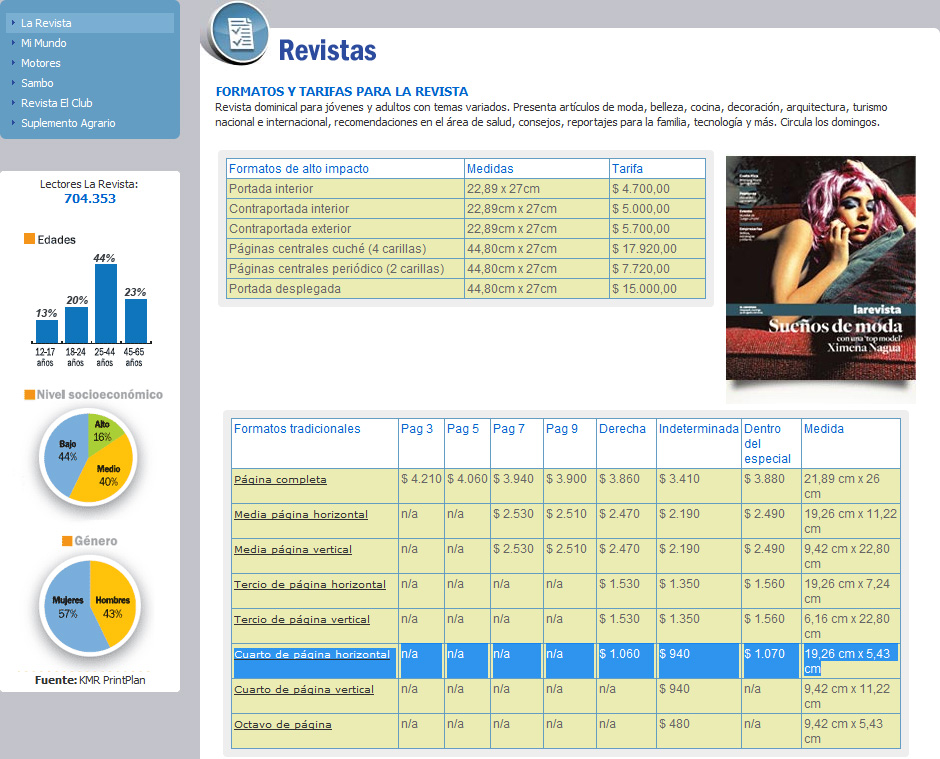 La Revista
Mi Mundo
Motores
Sambo
Revista El Club
Suplemento Agrario
Lectores La Revista:
704.353
Edades
13% 20% 44% 23%
12-17 años 18-24 años 25-44 años 45-65 años
Nivel socioeconómico
Alto 16%
Bajo 44%
Medio 40%
Género
Mujeres 57%
Hombres 43%
Fuente: KMR PrintPlan
Revistas
FORMATOS Y TARIFAS PARA LA REVISTA
Revista dominical para jóvenes y adultos con temas variados. Presenta artículos de moda, belleza, cocina, decoración, arquitectura, turismo
nacional e internacional, recomendaciones en el área de salud, consejos, reportajes para la familia, tecnología y más. Circula los domingos.
Formatos de alto impacto Medidas Tarifa
Portada interior 22,89 x 27cm $ 4.700,00
Contraportada interior 22,89cm x 27cm $ 5.000,00
Contraportada exterior 22,89cm x 27cm $ 5.700,00
Páginas centrales cuché (4 carillas) 44,80cm x 27cm $ 17.920,00
Páginas centrales periódico (2 carillas) 44,80cm x 27cm $ 7.720,00
Portada desplegada 44,80cm x 27cm $ 15.000,00
larevista
Sueños de moda
con una 'top model'
Ximena Nagua
Formatos tradicionales Pag 3 Pag 5 Pag 7 Pag 9 Derecha Indeterminada Dentro del especial Medida
Página completa $ 4.210 $ 4.060 $ 3.940 $ 3.900 $ 3.860 $ 3.410 $ 3.880 21,89 cm x 26 cm
Media página horizontal n/a n/a $ 2.530 $ 2.510 $ 2.470 $ 2.190 $ 2.490 19,26 cm x 11,22 cm
Media página vertical n/a n/a $ 2.530 $ 2.510 $ 2.470 $ 2.190 $ 2.490 9,42 cm x 22,80 cm
Tercio de página horizontal n/a n/a n/a n/a $ 1.530 $ 1.350 $ 1.560 19,26 cm x 7,24 cm
Tercio de página vertical n/a n/a n/a n/a $ 1.530 $ 1.350 $ 1.560 6,16 cm x 22,80 cm
Cuarto de página horizontal n/a n/a n/a n/a $ 1.060 $ 940 $ 1.070 19,26 cm x 5,43 cm
Cuarto de página vertical n/a n/a n/a n/a n/a $ 940 n/a 9,42 cm x 11,22 cm
Octavo de página n/a n/a n/a n/a n/a $ 480 n/a 9,42 cm x 5,43 cm